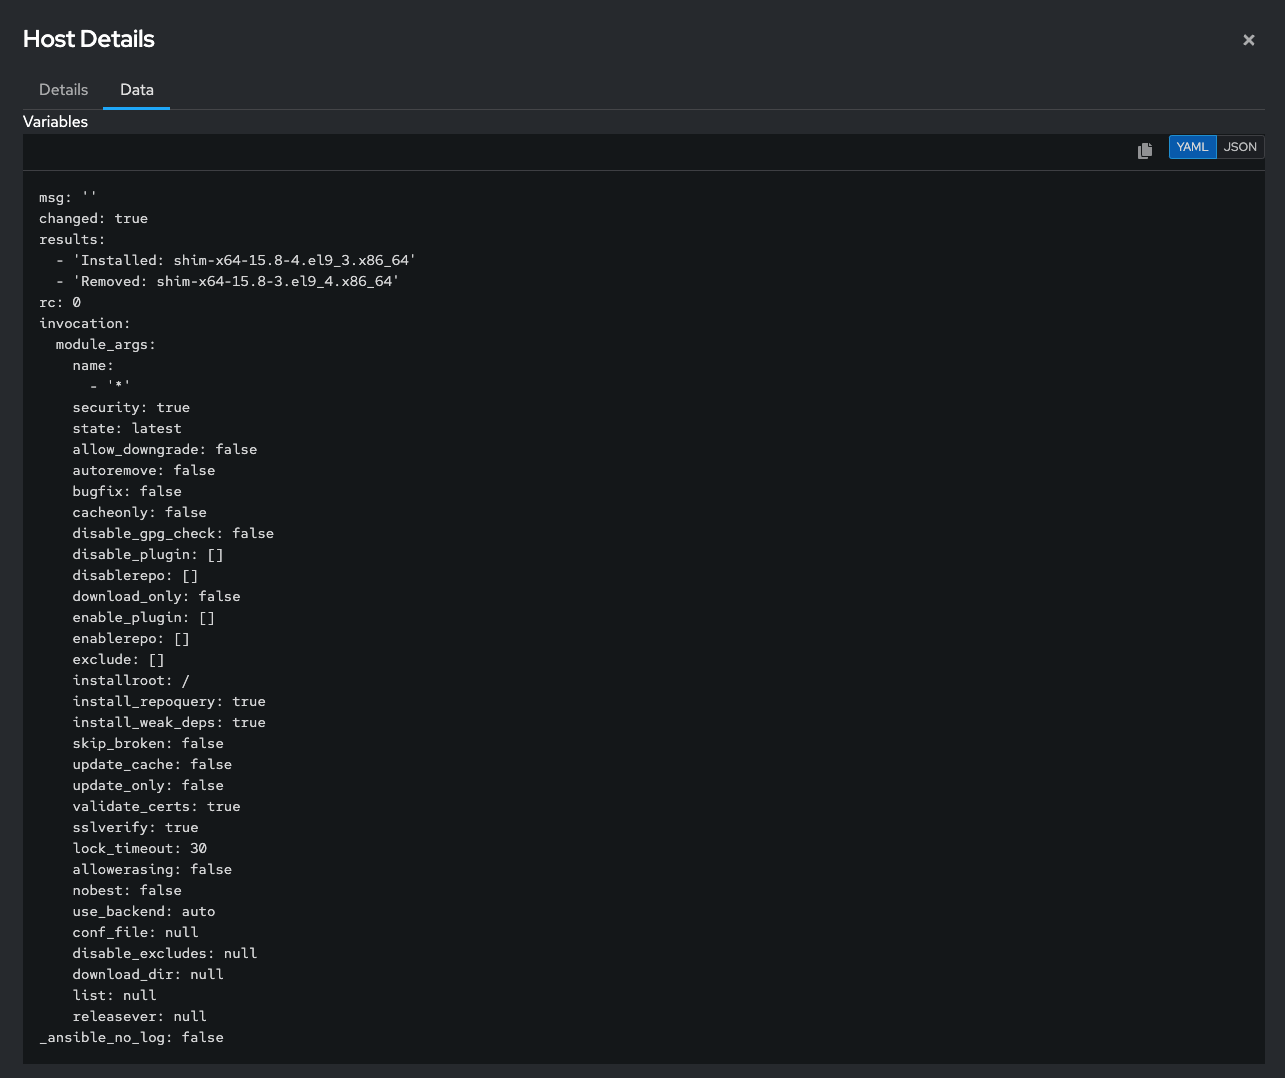 Host Details
Details Data
Variables
YAML JSON
msg: ''
changed: true
results:
  - 'Installed: shim-x64-15.8-4.el9_3.x86_64'
  - 'Removed: shim-x64-15.8-3.el9_4.x86_64'
rc: 0
invocation:
  module_args:
    name:
      - '*'
    security: true
    state: latest
    allow_downgrade: false
    autoremove: false
    bugfix: false
    cacheonly: false
    disable_gpg_check: false
    disable_plugin: []
    disablerepo: []
    download_only: false
    enable_plugin: []
    enablerepo: []
    exclude: []
    installroot: /
    install_repoquery: true
    install_weak_deps: true
    skip_broken: false
    update_cache: false
    update_only: false
    validate_certs: true
    sslverify: true
    lock_timeout: 30
    allowerasing: false
    nobest: false
    use_backend: auto
    conf_file: null
    disable_excludes: null
    download_dir: null
    list: null
    releasever: null
_ansible_no_log: false